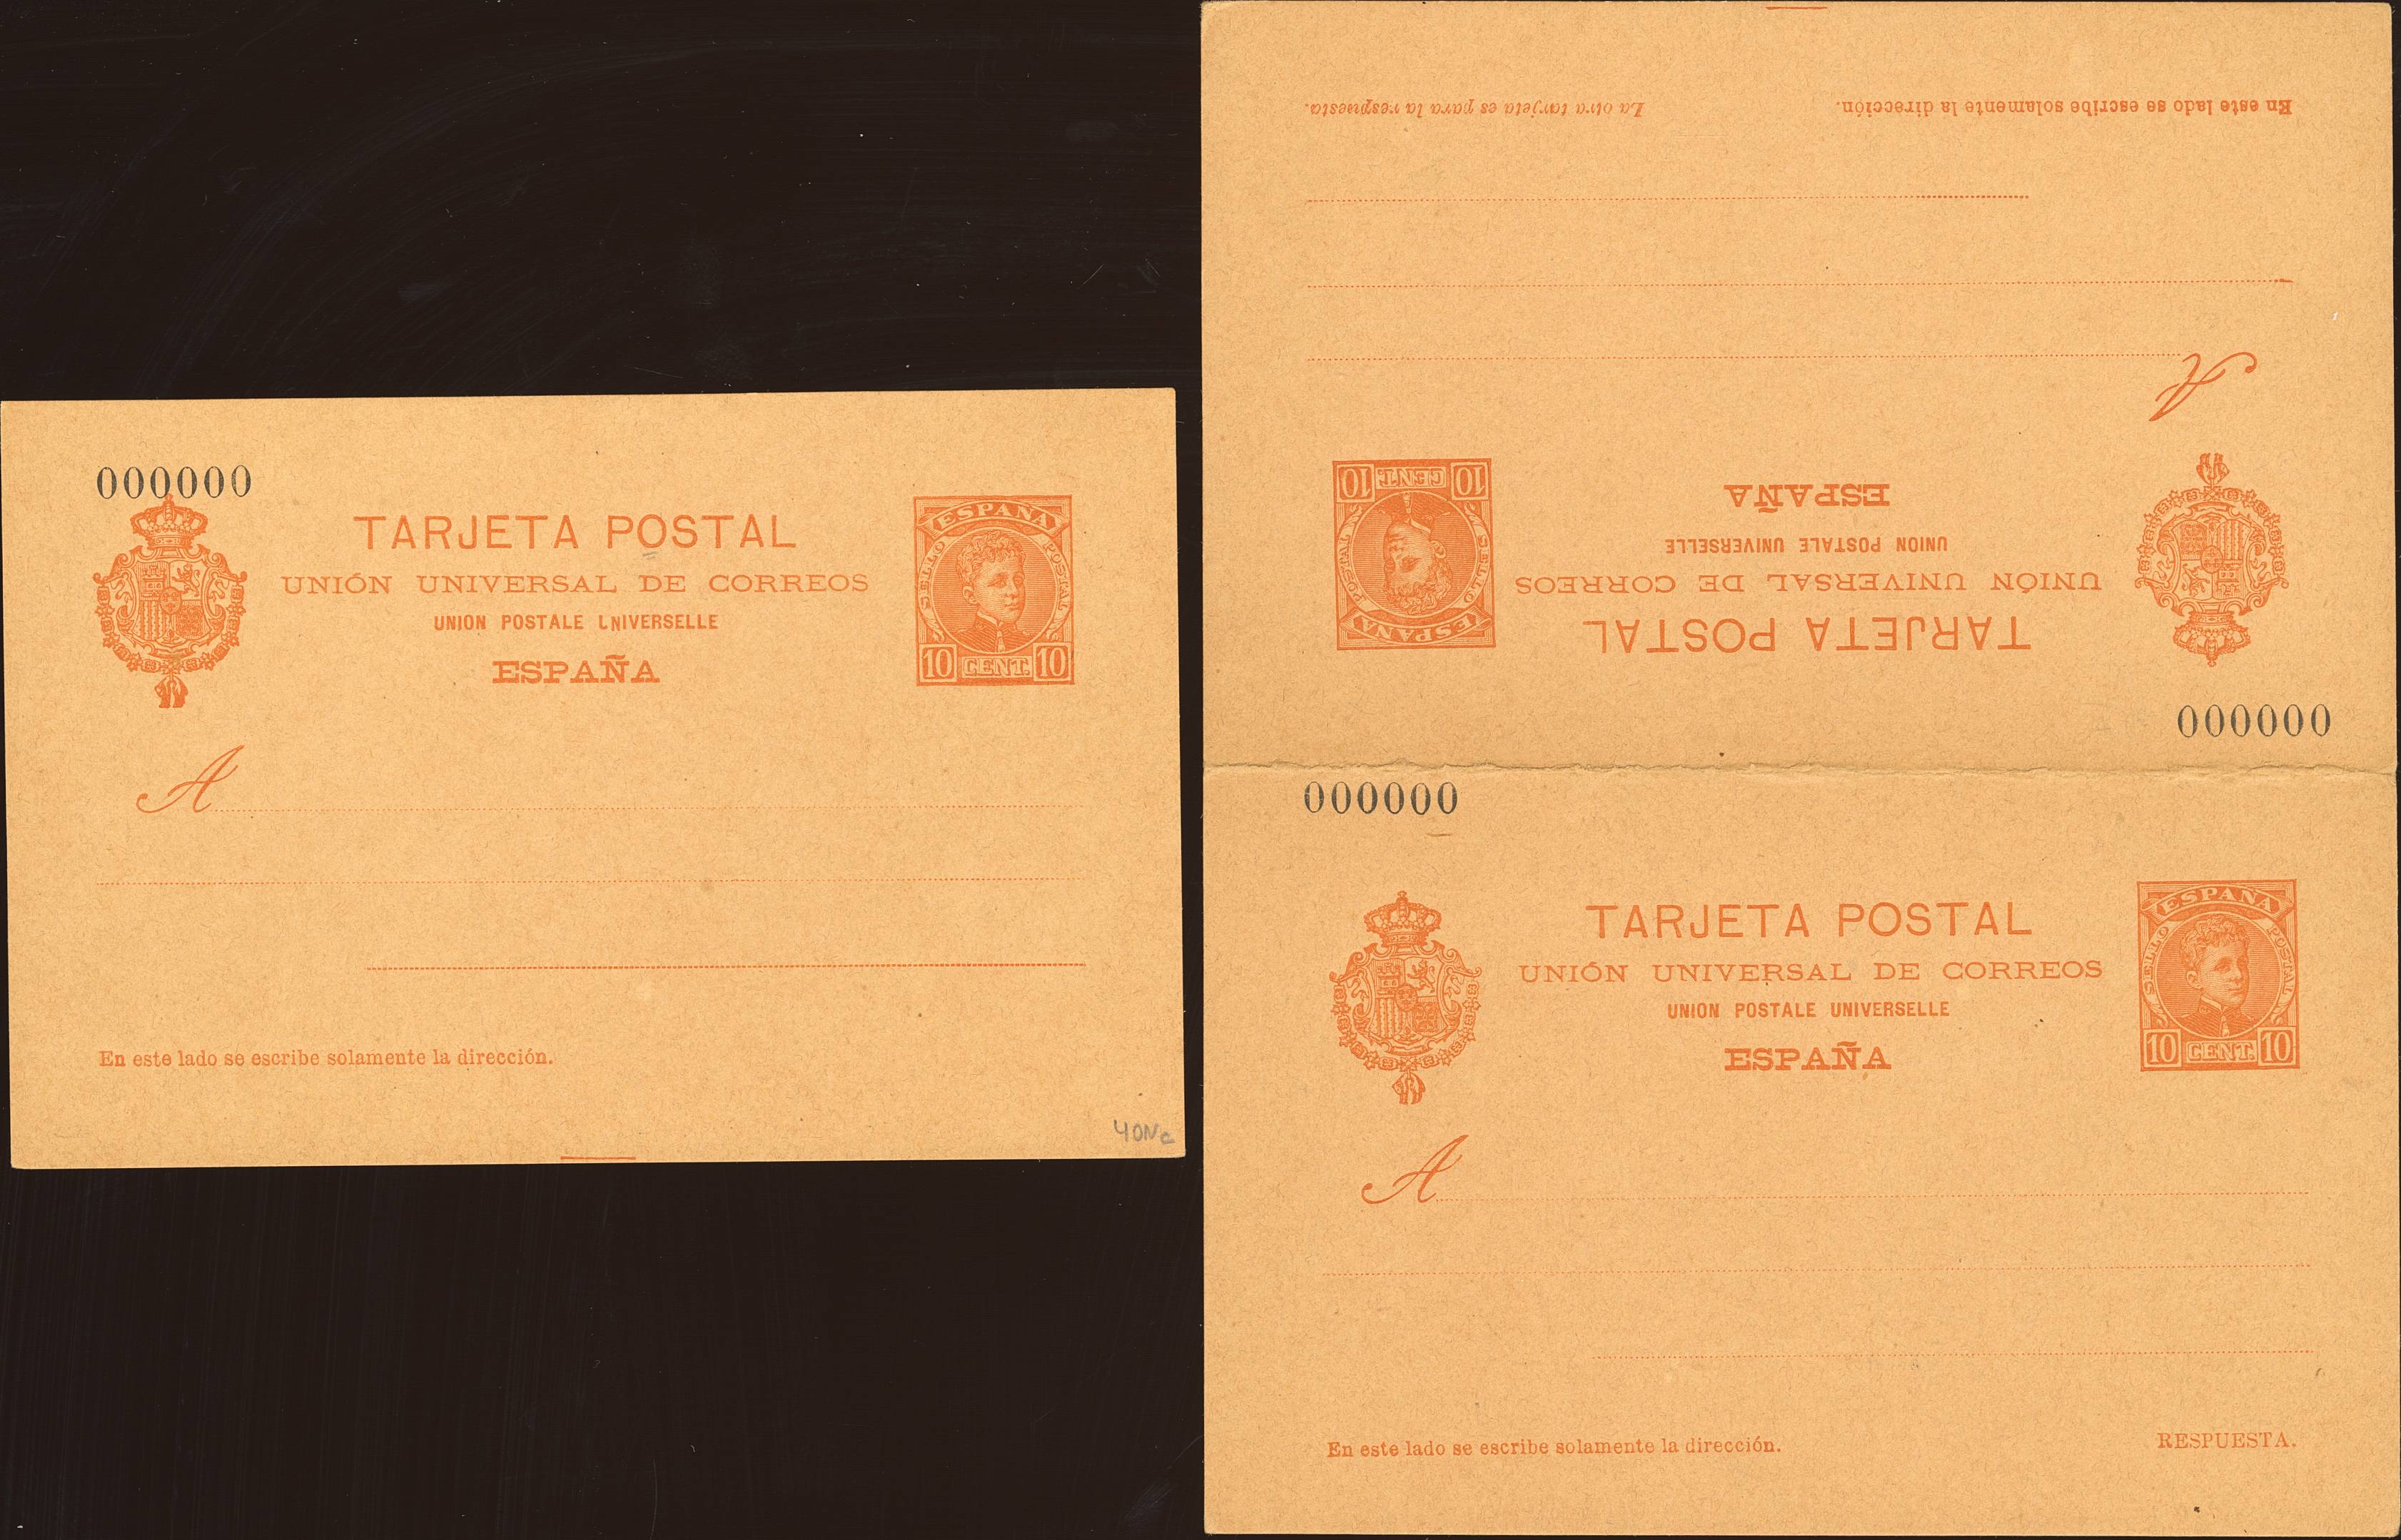 000000
TARJETA POSTAL
UNIÓN UNIVERSAL DE CORREOS
UNION POSTALE UNIVERSELLE
ESPAÑA
ESPAÑA
SELLO POSTAL
10 CENT. 10
A
En este lado se escribe solamente la dirección.
40Nc
000000
TARJETA POSTAL
UNIÓN UNIVERSAL DE CORREOS
UNION POSTALE UNIVERSELLE
ESPAÑA
ESPAÑA
SELLO POSTAL
10 CENT. 10
A
En este lado se escribe solamente la dirección.
La otra tarjeta es para la respuesta.
000000
TARJETA POSTAL
UNIÓN UNIVERSAL DE CORREOS
UNION POSTALE UNIVERSELLE
ESPAÑA
ESPAÑA
SELLO POSTAL
10 CENT. 10
A
En este lado se escribe solamente la dirección.
RESPUESTA.